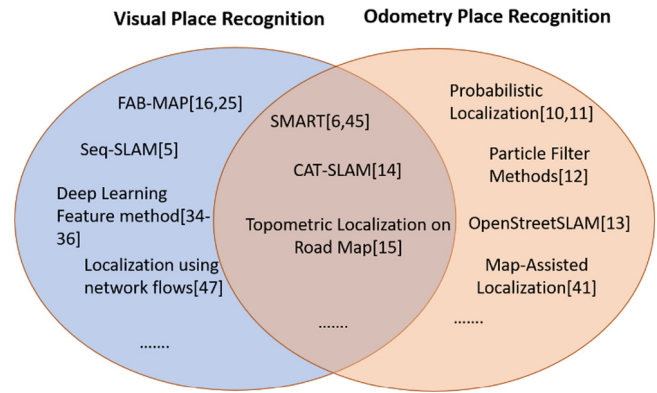 Visual Place Recognition
Odometry Place Recognition
FAB-MAP[16,25]
Seq-SLAM[5]
Deep Learning
Feature method[34-
36]
Localization using
network flows[47]
.......
SMART[6,45]
CAT-SLAM[14]
Topometric Localization on
Road Map[15]
.......
Probabilistic
Localization[10,11]
Particle Filter
Methods[12]
OpenStreetSLAM[13]
Map-Assisted
Localization[41]
.......